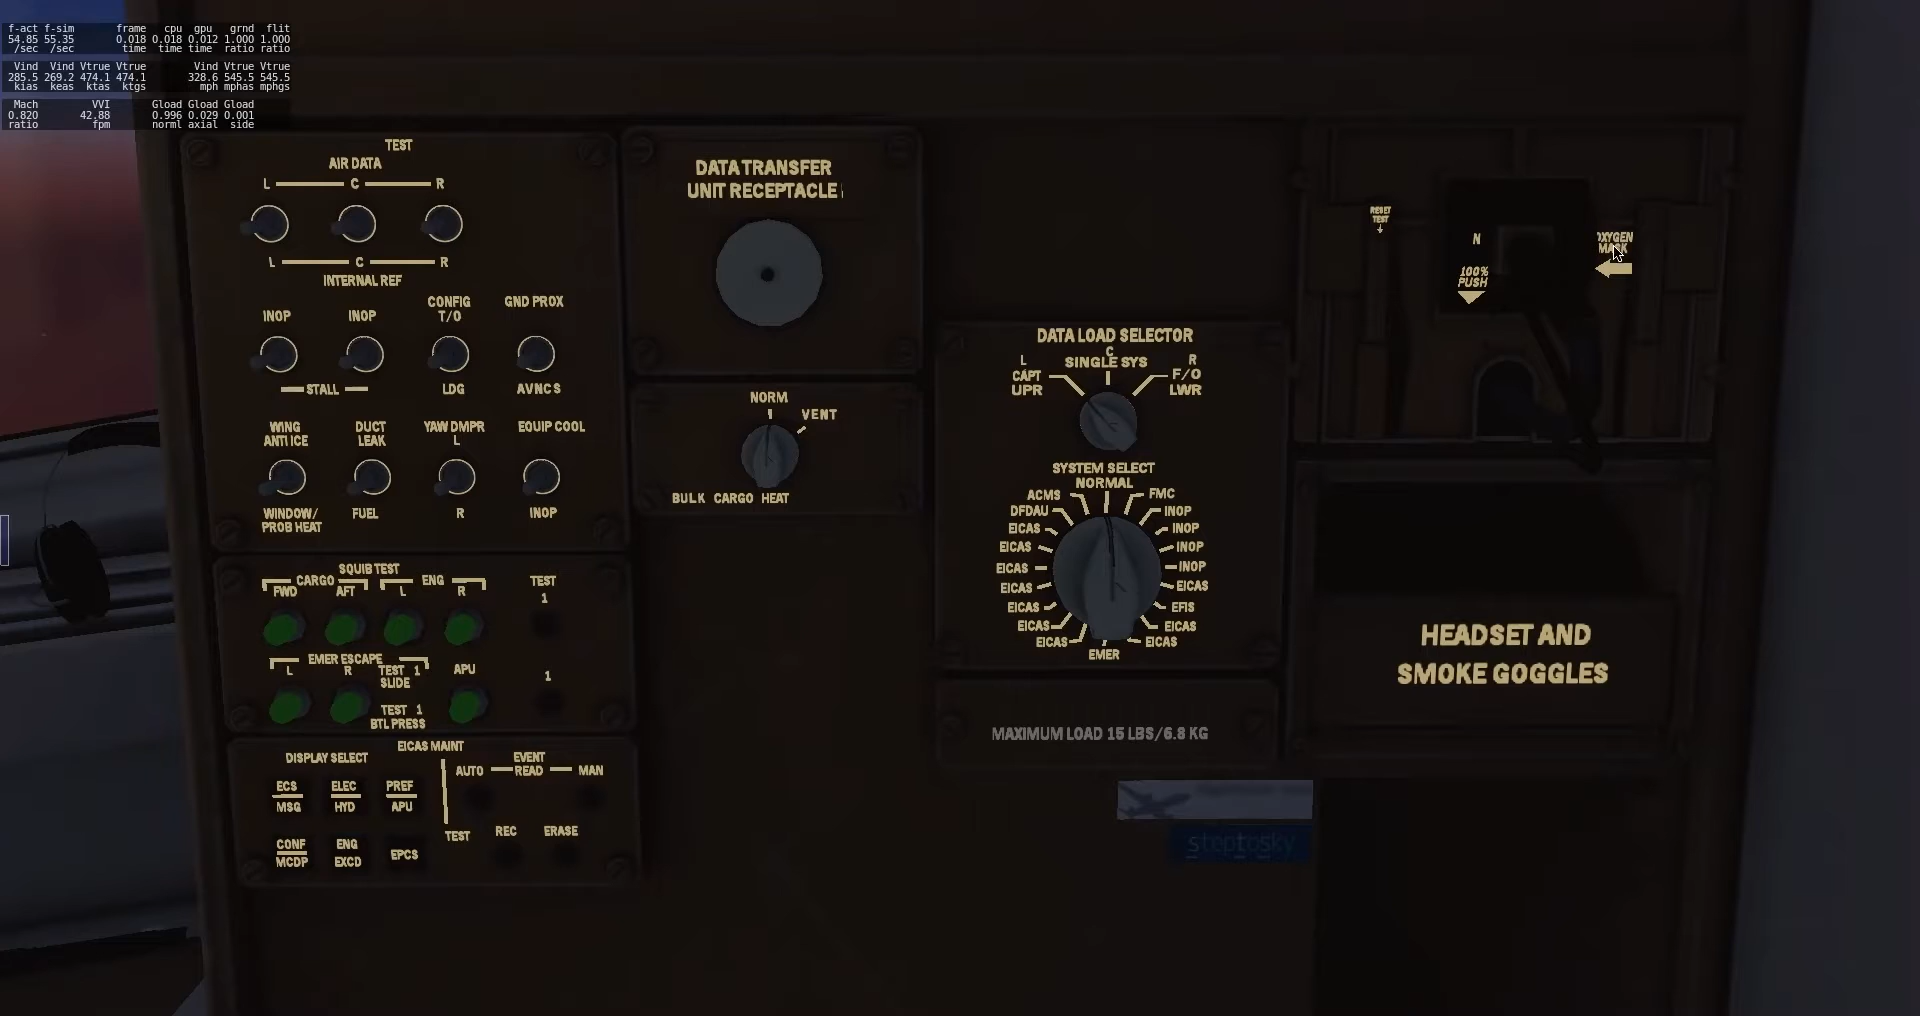 f-act f-sim frame cpu gpu grnd flit
54.85 55.35 0.018 0.018 0.012 1.000 1.000
/sec /sec time time time ratio ratio
Vind Vind Vtrue Vtrue Vind Vtrue Vtrue
285.5 269.2 474.1 474.1 328.6 545.5 545.5
kias keas ktas ktgs mph mphas mphgs
Mach VVI Gload Gload Gload
0.820 42.88 0.996 0.029 0.001
ratio fpm norml axial side
TEST
AIR DATA
L C R
L C R
INTERNAL REF
INOP INOP CONFIG T/O GND PROX
STALL LDG AVNCS
WING ANTI ICE DUCT LEAK YAW DMPR L EQUIP COOL
WINDOW/ PROB HEAT FUEL R INOP
SQUIB TEST
CARGO ENG TEST
FWD AFT L R 1
EMER ESCAPE
L R TEST 1 SLIDE APU 1
TEST 1
BTL PRESS
EICAS MAINT
DISPLAY SELECT EVENT
AUTO READ MAN
ECS ELEC PREF
MSG HYD APU
TEST REC ERASE
CONF ENG EPCS
MCDP EXCD
DATA TRANSFER
UNIT RECEPTACLE
NORM
VENT
BULK CARGO HEAT
DATA LOAD SELECTOR
L C R
CAPT SINGLE SYS F/O
UPR LWR
SYSTEM SELECT
NORMAL
ACMS FMC
DFDAU INOP
EICAS INOP
EICAS INOP
EICAS INOP
EICAS EICAS
EICAS EFIS
EICAS EICAS
EICAS EICAS
EMER
MAXIMUM LOAD 15 LBS/6.8 KG
steptosky
RESET
TEST
N
100%
PUSH
OXYGEN
MASK
HEADSET AND
SMOKE GOGGLES